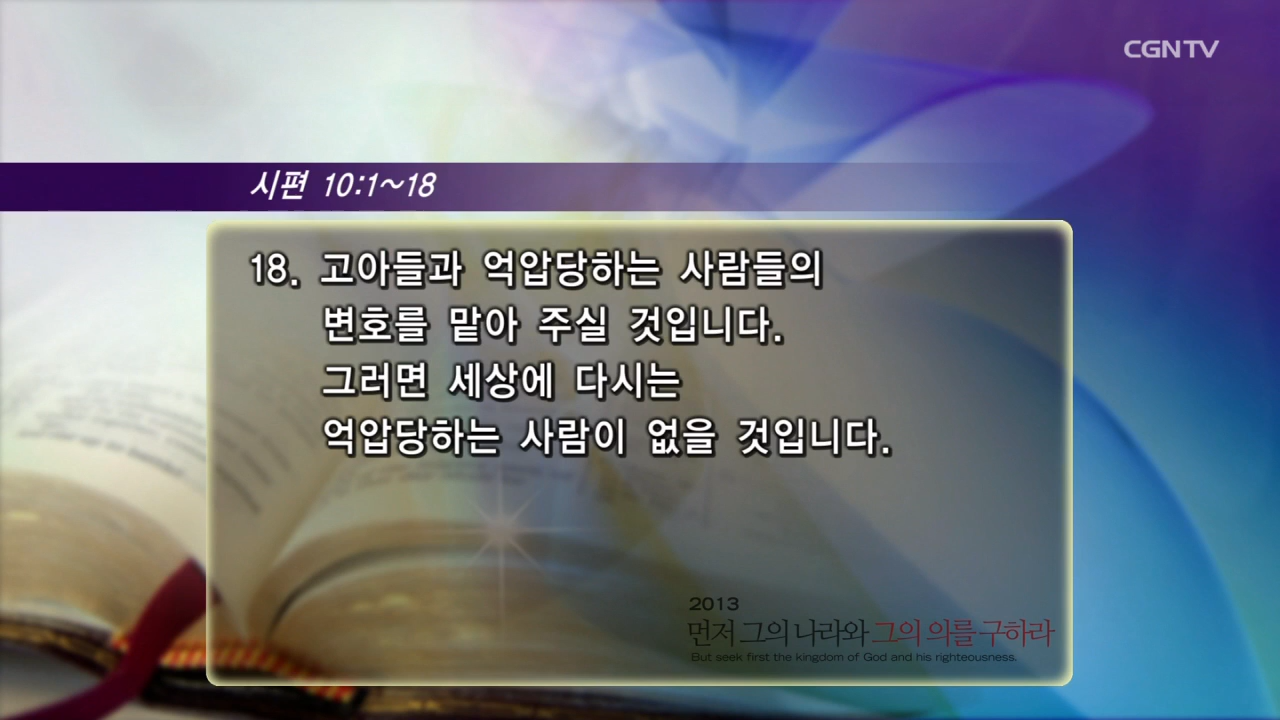 CGNTV
시편 10:1~18
18. 고아들과 억압당하는 사람들의
변호를 맡아 주실 것입니다.
그러면 세상에 다시는
억압당하는 사람이 없을 것입니다.
2013
먼저 그의 나라와 그의 의를 구하라
But seek first the kingdom of God and his righteousness.